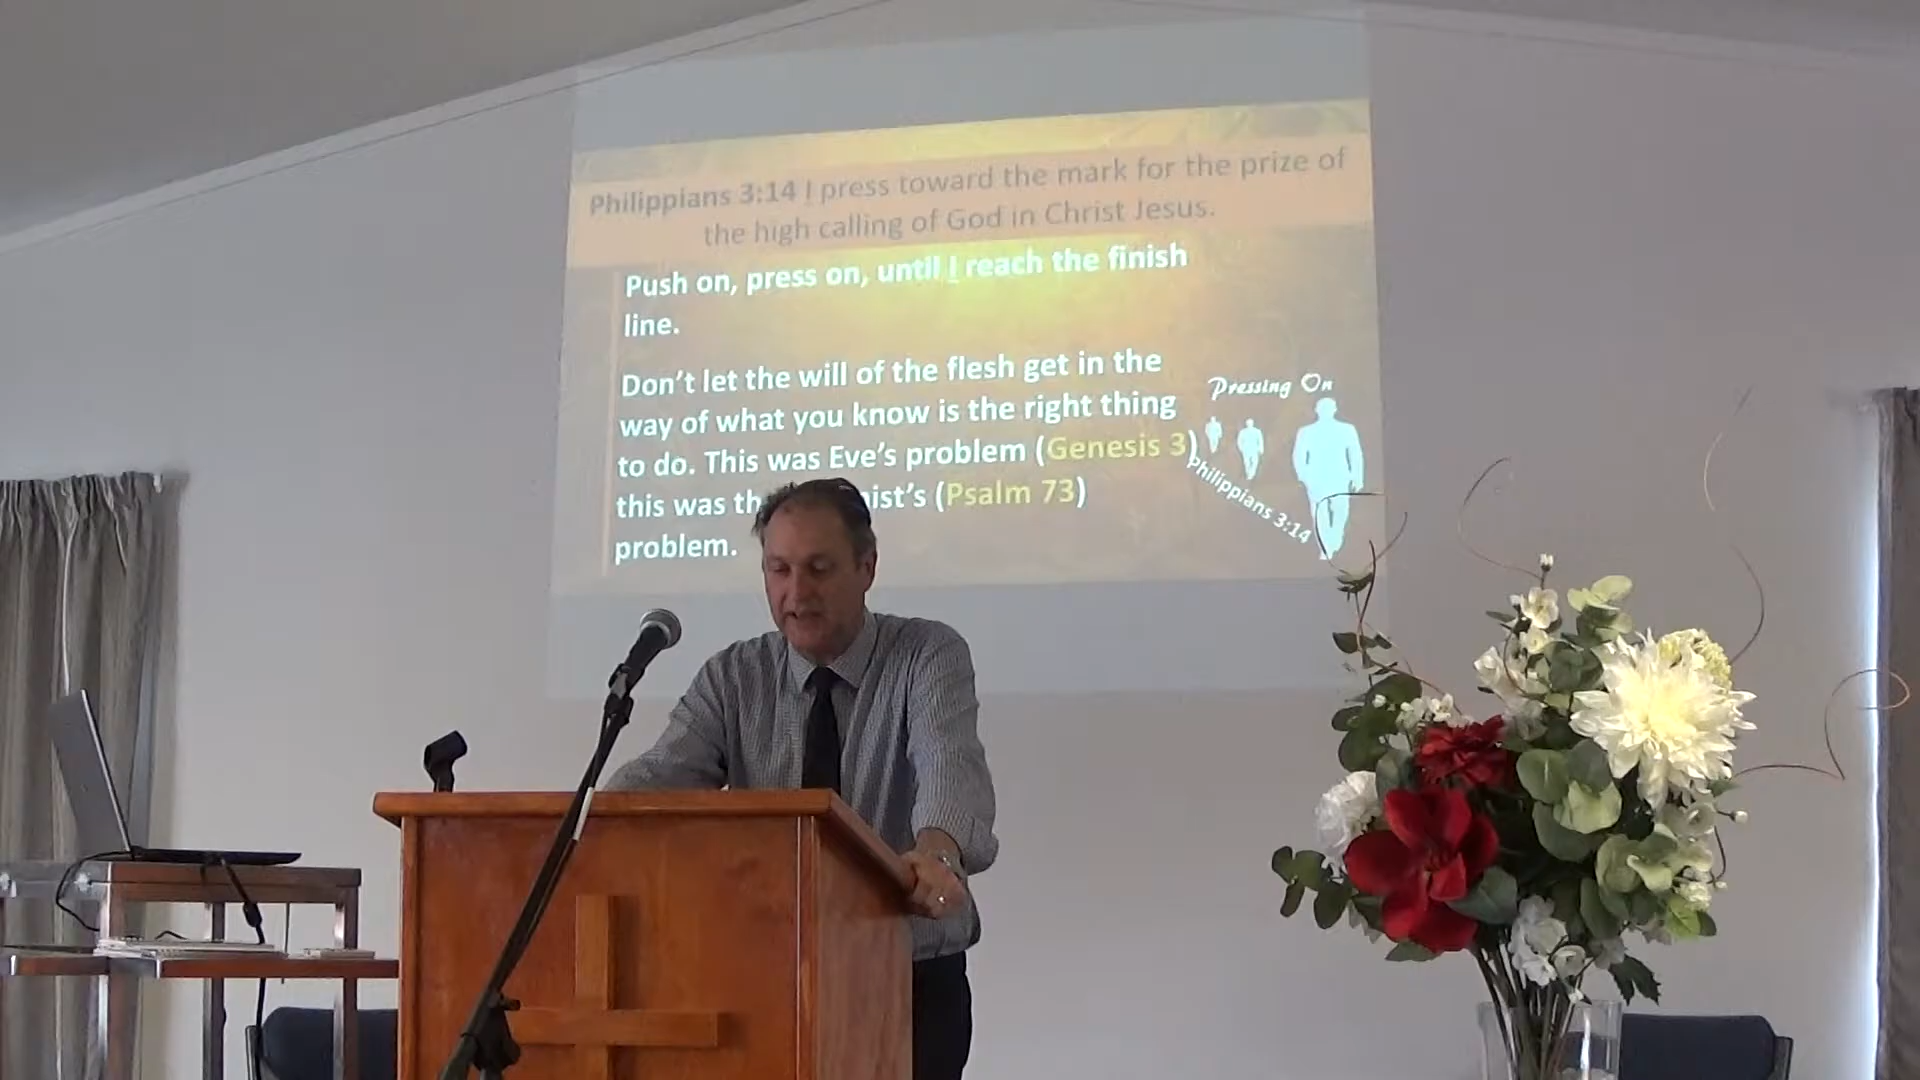 Philippians 3:14 I press toward the mark for the prize of
the high calling of God in Christ Jesus.
Push on, press on, until I reach the finish
line.
Don't let the will of the flesh get in the
way of what you know is the right thing
to do. This was Eve's problem (Genesis 3)
this was (Psalm 73)
problem.
Pressing On
Philippians 3:14